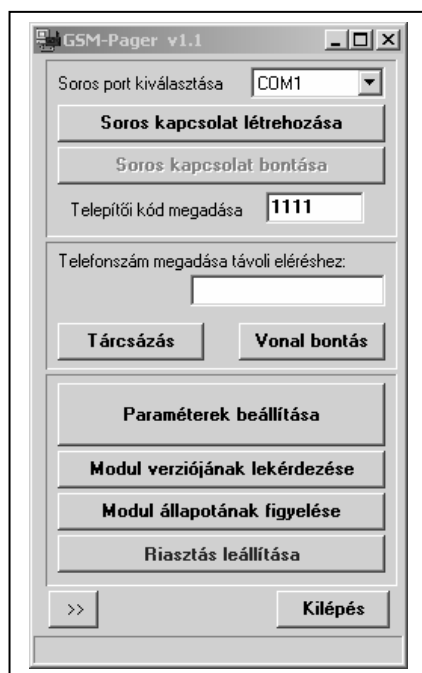 GSM-Pager v1.1
Soros port kiválasztása COM1
Soros kapcsolat létrehozása
Soros kapcsolat bontása
Telepítői kód megadása 1111
Telefonszám megadása távoli eléréshez:
Tárcsázás Vonal bontás
Paraméterek beállítása
Modul verziójának lekérdezése
Modul állapotának figyelése
Riasztás leállítása
>> Kilépés